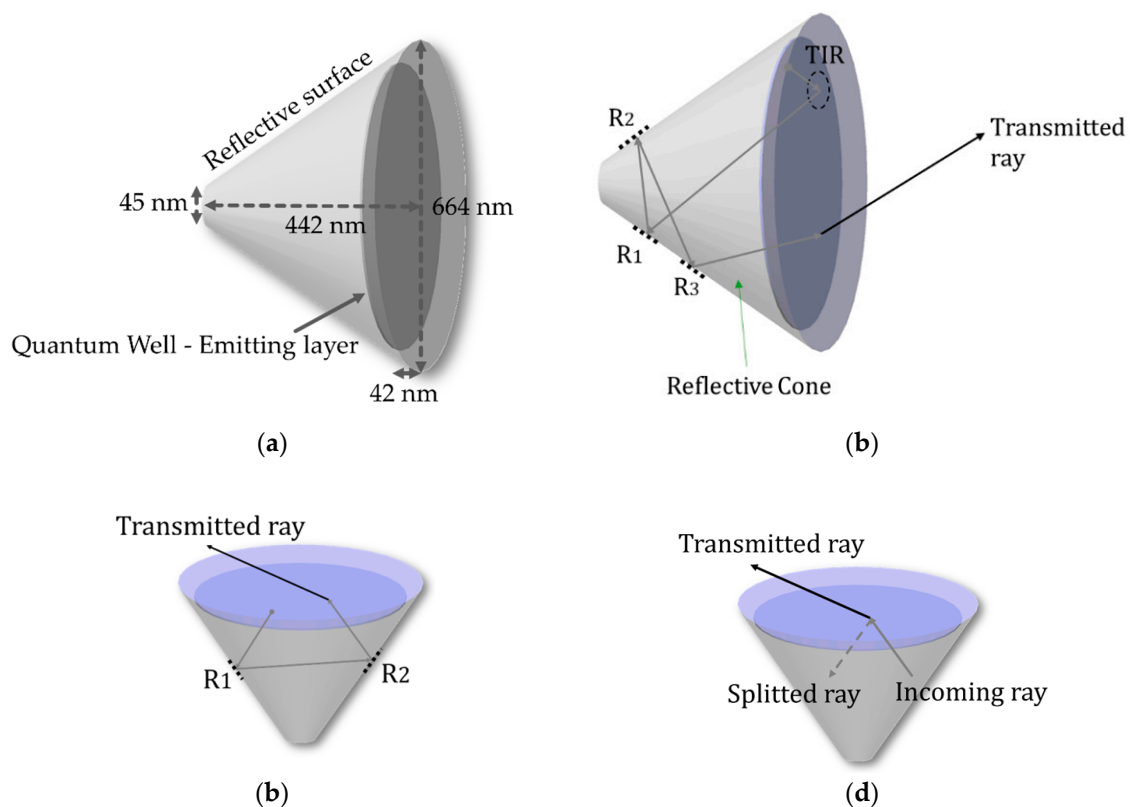 Reflective surface
45 nm
442 nm
664 nm
Quantum Well - Emitting layer
42 nm
(a)
TIR
R2
Transmitted
ray
R1
R3
Reflective Cone
(b)
Transmitted ray
R1
R2
(b)
Transmitted ray
Splitted ray
Incoming ray
(d)